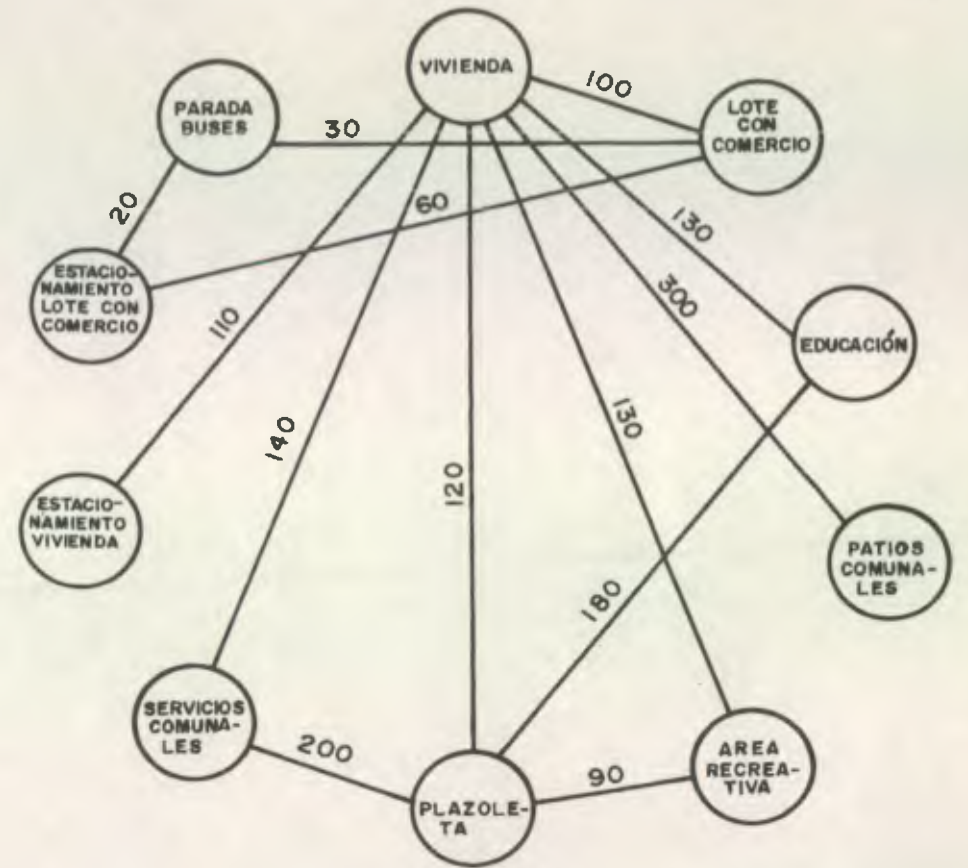 VIVIENDA
100
PARADA
BUSES
LOTE
CON
COMERCIO
30
60
20
130
ESTACIO-
NAMIENTO
LOTE CON
COMERCIO
300
110
EDUCACIÓN
130
140
120
ESTACIO-
NAMIENTO
VIVIENDA
PATIOS
COMUNA-
LES
180
SERVICIOS
COMUNA-
LES
200
AREA
RECREA-
TIVA
90
PLAZOLE-
TA